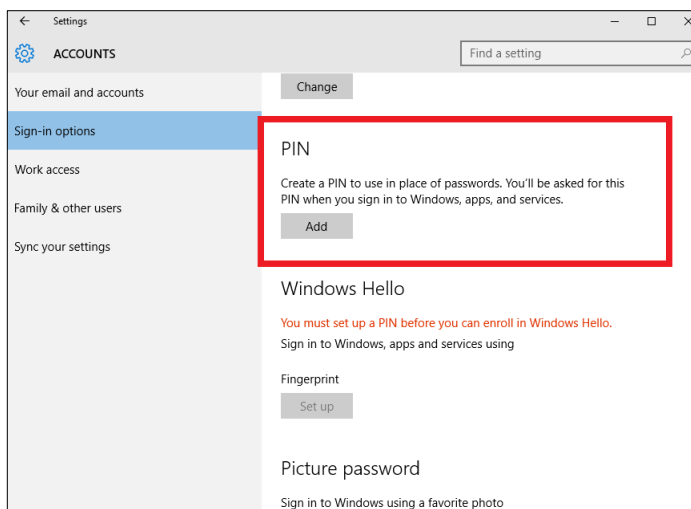 Settings
ACCOUNTS
Find a setting
Your email and accounts
Sign-in options
Work access
Family & other users
Sync your settings
Change
PIN
Create a PIN to use in place of passwords. You'll be asked for this
PIN when you sign in to Windows, apps, and services.
Add
Windows Hello
You must set up a PIN before you can enroll in Windows Hello.
Sign in to Windows, apps and services using
Fingerprint
Set up
Picture password
Sign in to Windows using a favorite photo